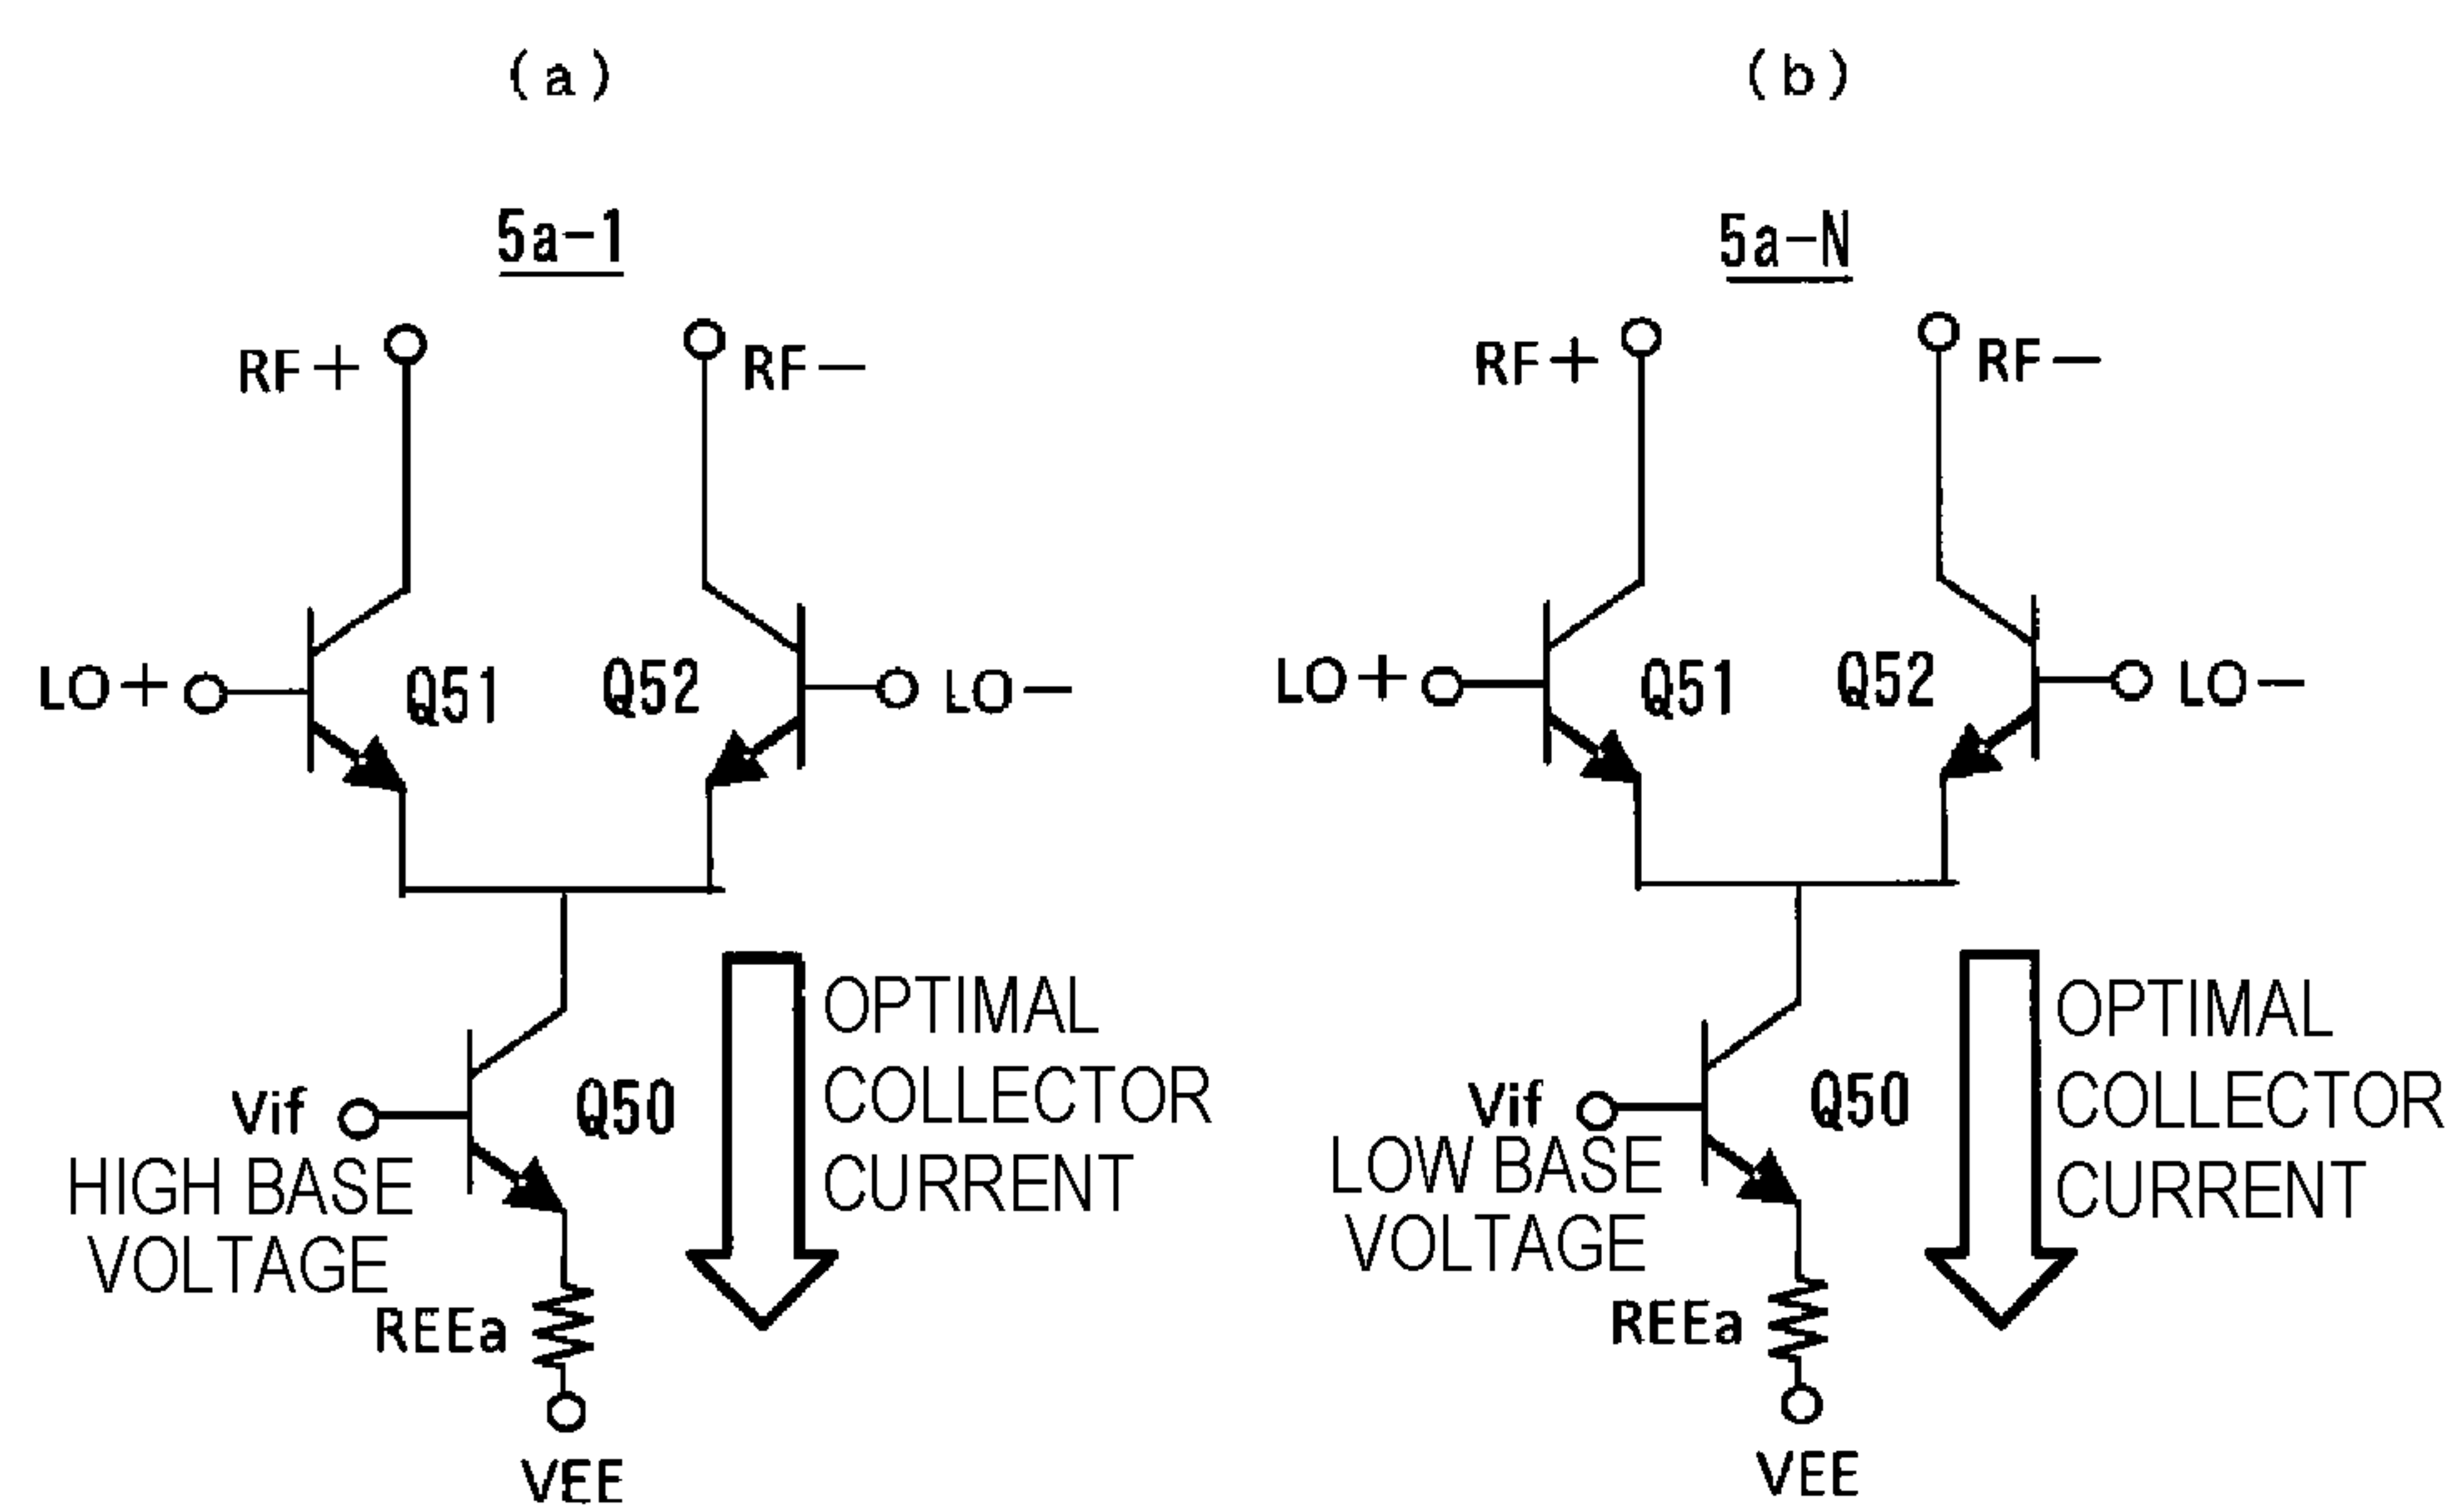 (a)
5a-1
RF+
RF-
LO+
Q51
Q52
LO-
OPTIMAL
COLLECTOR
CURRENT
Vif
Q50
HIGH BASE
VOLTAGE
REEa
VEE
(b)
5a-N
RF+
RF-
LO+
Q51
Q52
LO-
OPTIMAL
COLLECTOR
CURRENT
Vif
Q50
LOW BASE
VOLTAGE
REEa
VEE